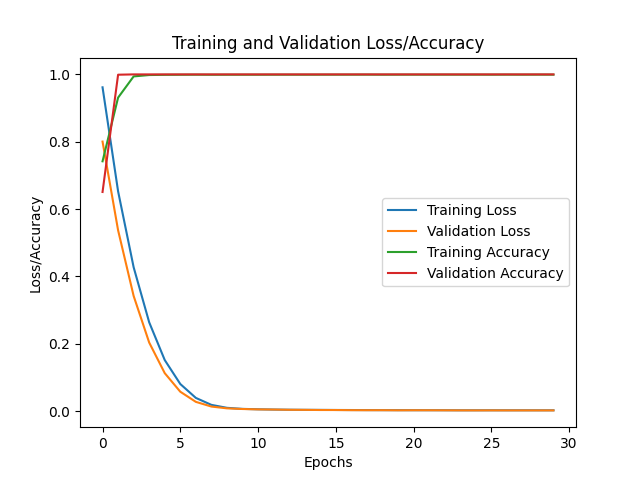 Training and Validation Loss/Accuracy
1.0
0.8
0.6
0.4
0.2
0.0
Loss/Accuracy
Training Loss
Validation Loss
Training Accuracy
Validation Accuracy
0 5 10 15 20 25 30
Epochs